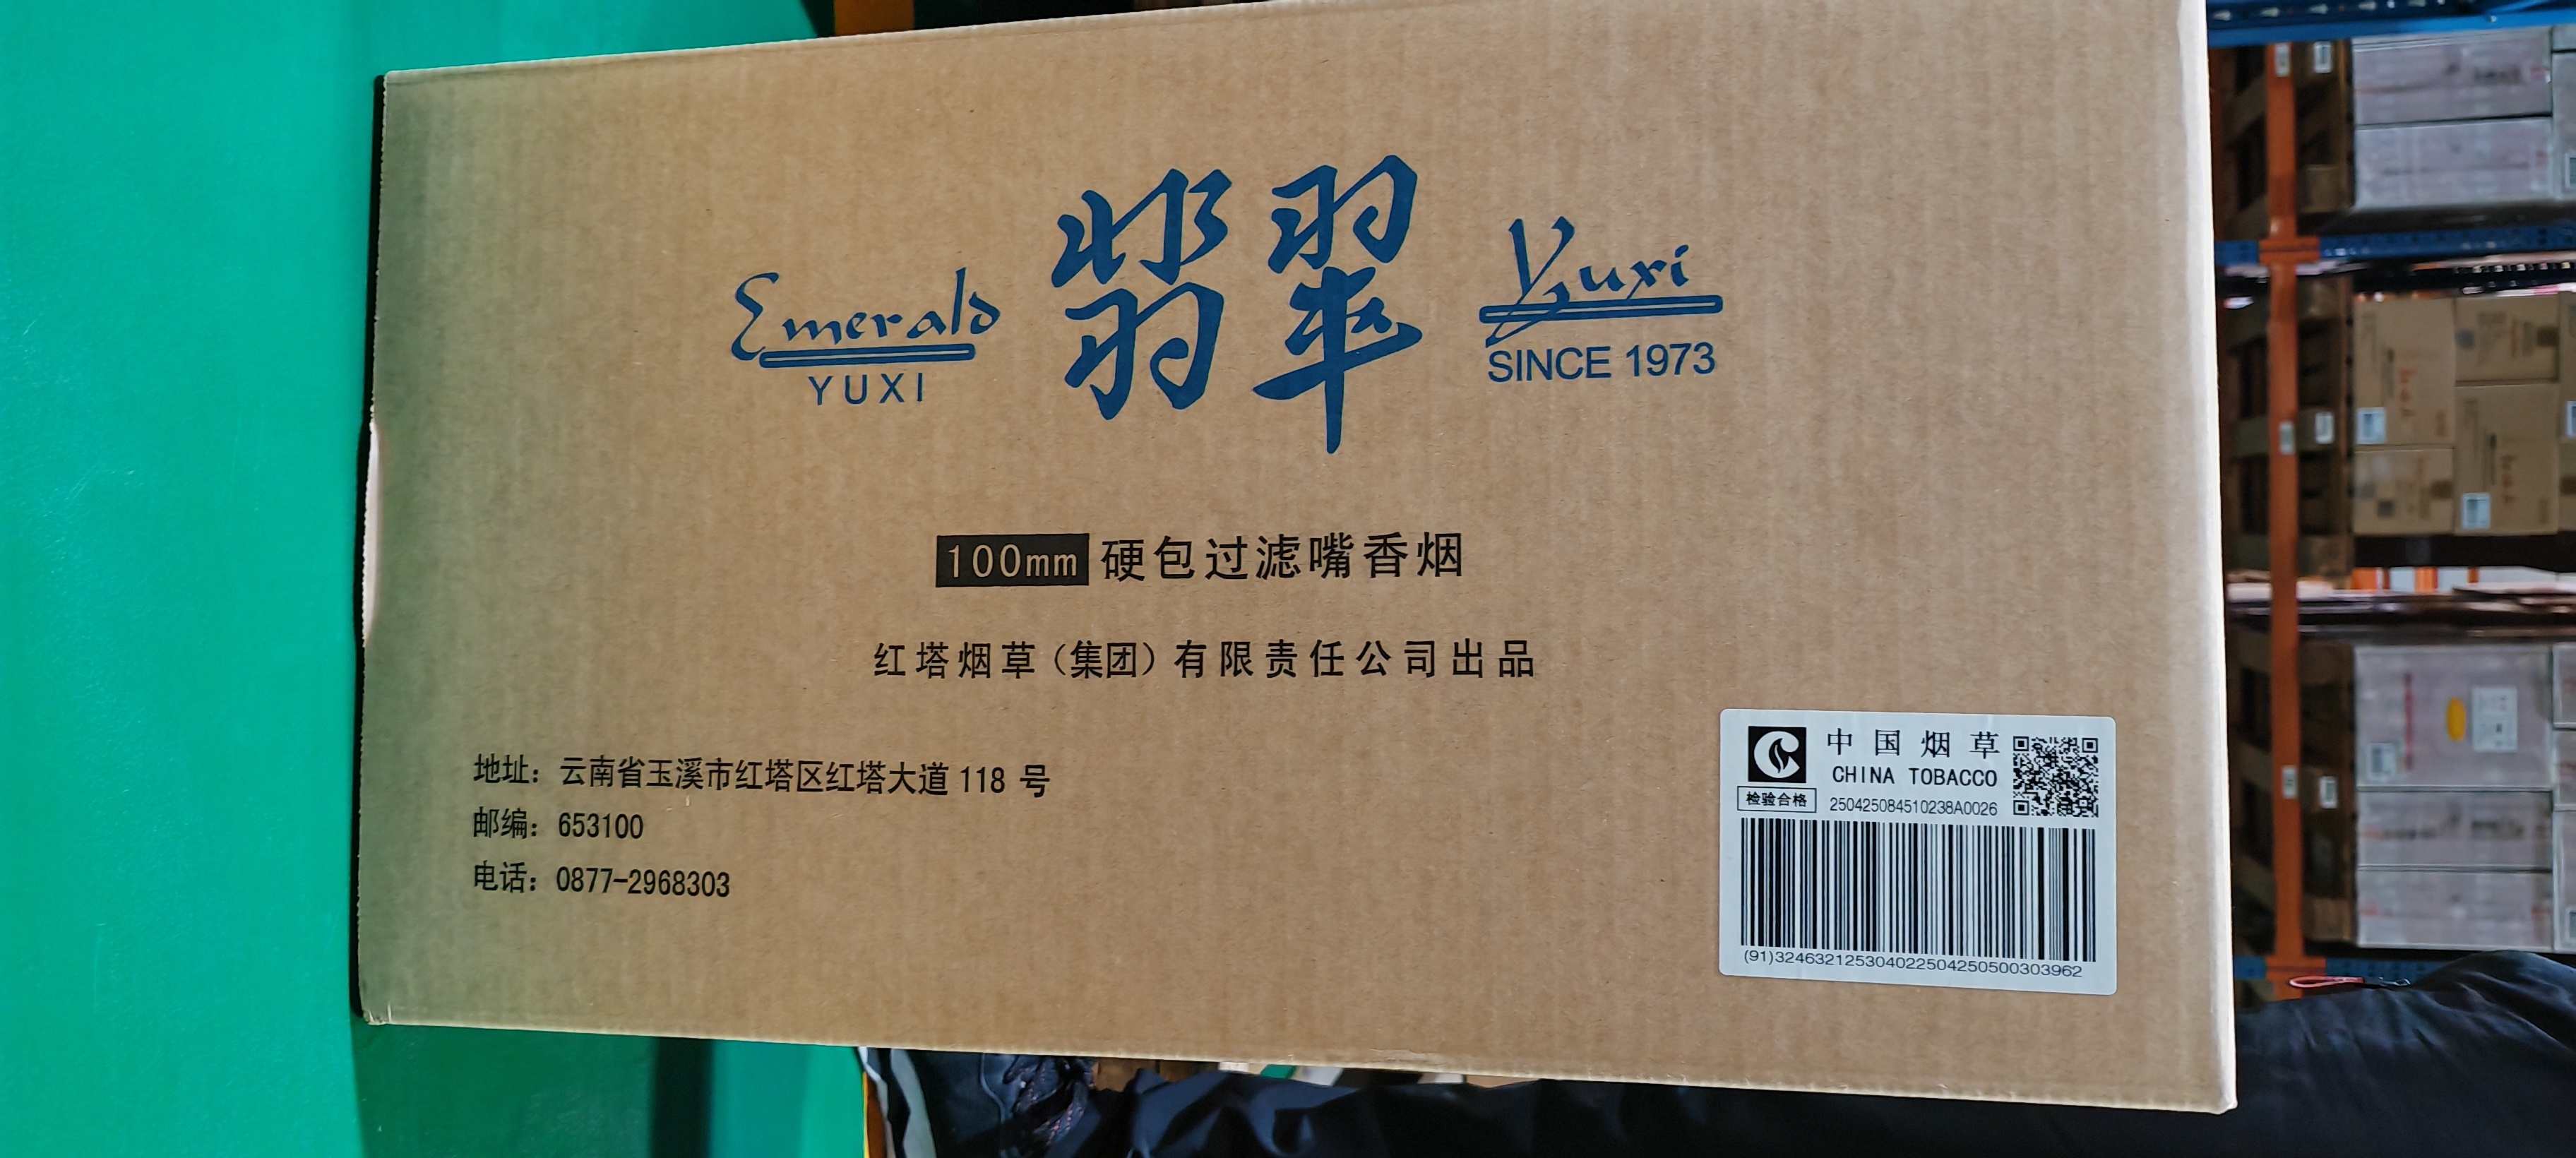 Emerald
YUXI
翡翠
Yuxi
SINCE 1973
100mm 硬包过滤嘴香烟
红塔烟草（集团）有限责任公司出品
地址：云南省玉溪市红塔区红塔大道 118 号
邮编：653100
电话：0877-2968303
中国烟草
CHINA TOBACCO
检验合格
250425084510238A0026
(91)32463212530402250425050030​3962